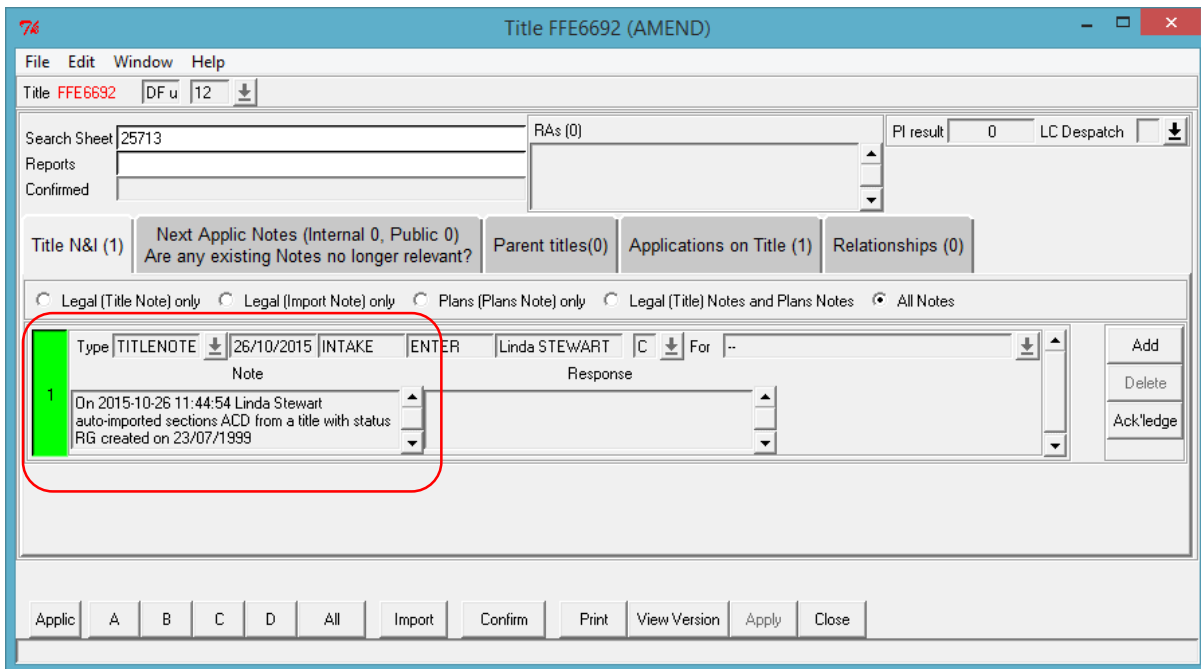 Title FFE6692 (AMEND)
File Edit Window Help
Title FFE6692 DF u 12
Search Sheet 25713
Reports
Confirmed
RAs (0)
PI result 0 LC Despatch
Title N&I (1)
Next Applic Notes (Internal 0, Public 0)
Are any existing Notes no longer relevant?
Parent titles(0)
Applications on Title (1)
Relationships (0)
Legal (Title Note) only Legal (Import Note) only Plans (Plans Note) only Legal (Title) Notes and Plans Notes All Notes
1
Type TITLENOTE 26/10/2015 INTAKE ENTER Linda STEWART C For --
Note Response
On 2015-10-26 11:44:54 Linda Stewart
auto-imported sections ACD from a title with status
RG created on 23/07/1999
Add
Delete
Ack'ledge
Applic A B C D All Import Confirm Print View Version Apply Close